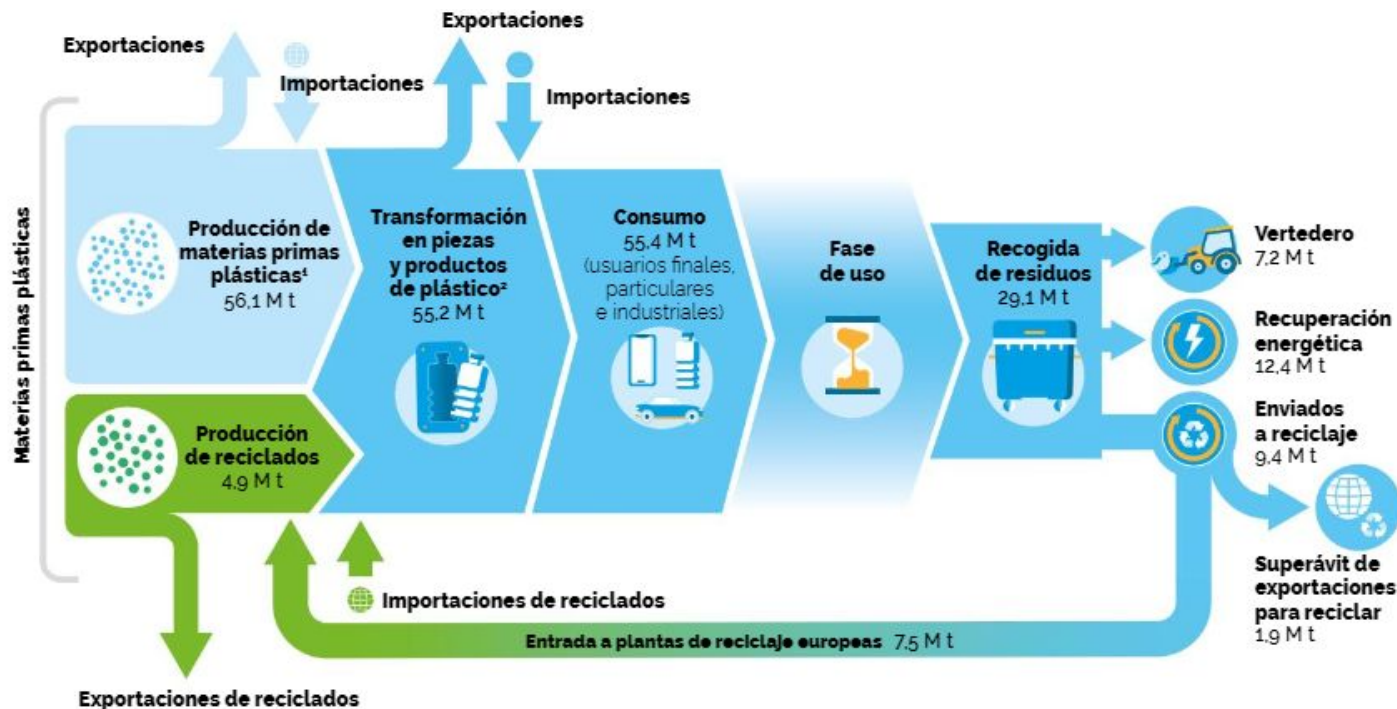 Exportaciones
Importaciones
Exportaciones
Importaciones
Materias primas plásticas
Producción de
materias primas
plásticas¹
56,1 M t
Transformación
en piezas
y productos
de plástico²
55,2 M t
Consumo
55,4 M t
(usuarios finales,
particulares
e industriales)
Fase
de uso
Recogida
de residuos
29,1 M t
Vertedero
7,2 M t
Recuperación
energética
12,4 M t
Enviados
a reciclaje
9,4 M t
Superávit de
exportaciones
para reciclar
1,9 M t
Producción
de reciclados
4,9 M t
Importaciones de reciclados
Entrada a plantas de reciclaje europeas 7,5 M t
Exportaciones de reciclados